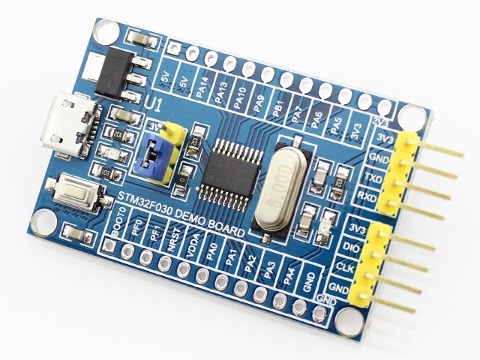 5V
5V
PA14
PA13
PA10
PA9
PB1
PA7
PA6
PA5
3V3
3V3
U1
3V3
GND
TXD
RXD
8.000
STM32F030 DEMO BOARD
3V3
DIO
CLK
GND
BOOT0
PF0
PF1
NRST
VDDA
PA0
PA1
PA2
PA3
PA4
GND
GND